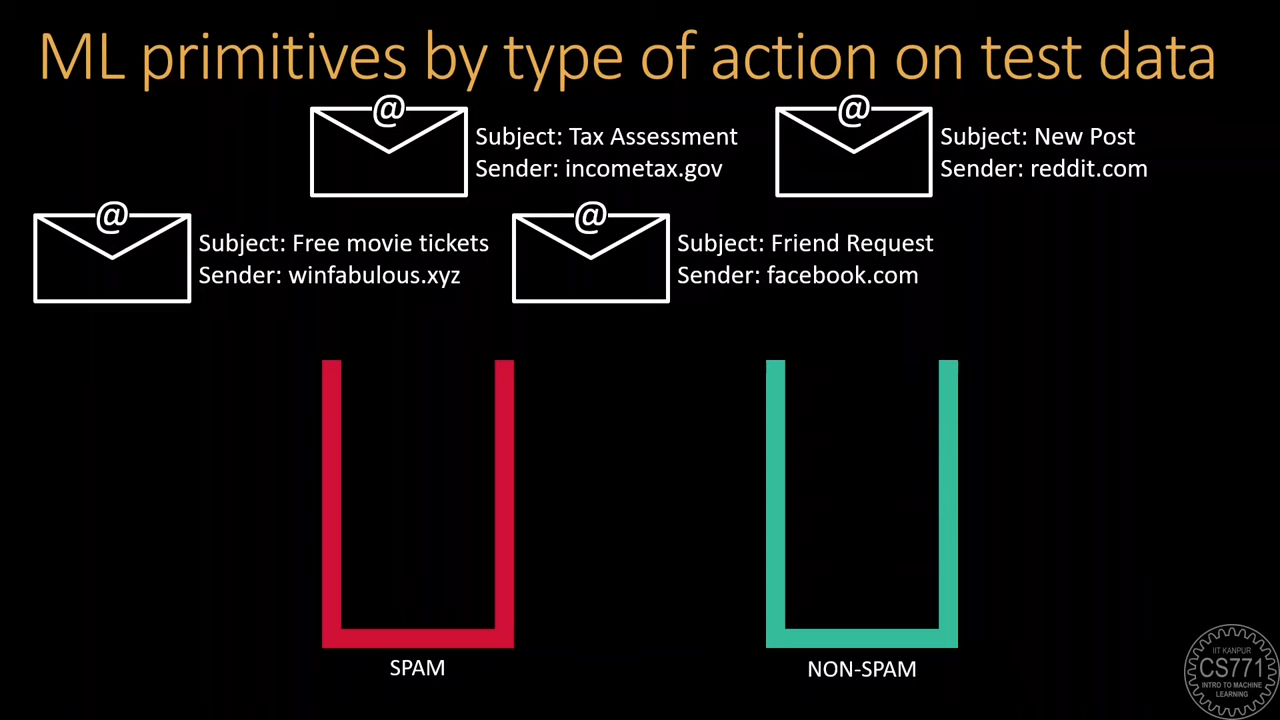 ML primitives by type of action on test data
@
Subject: Tax Assessment
Sender: incometax.gov
@
Subject: New Post
Sender: reddit.com
@
Subject: Free movie tickets
Sender: winfabulous.xyz
@
Subject: Friend Request
Sender: facebook.com
SPAM
NON-SPAM
IIT KANPUR
CS771
INTRO TO MACHINE
LEARNING